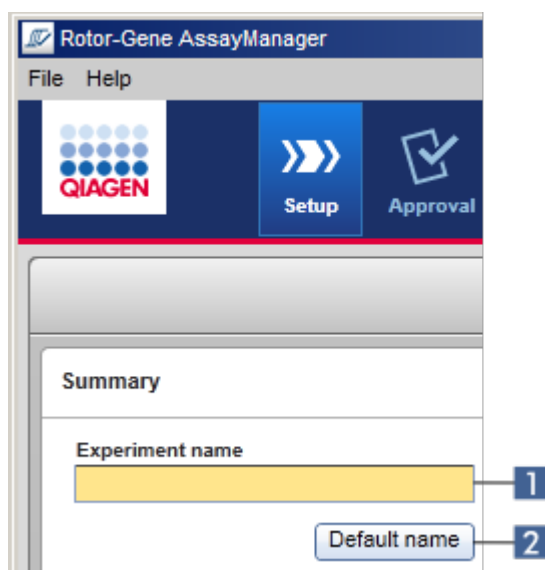 Rotor-Gene AssayManager
File Help
QIAGEN
Setup Approval
Summary
Experiment name
1
Default name 2